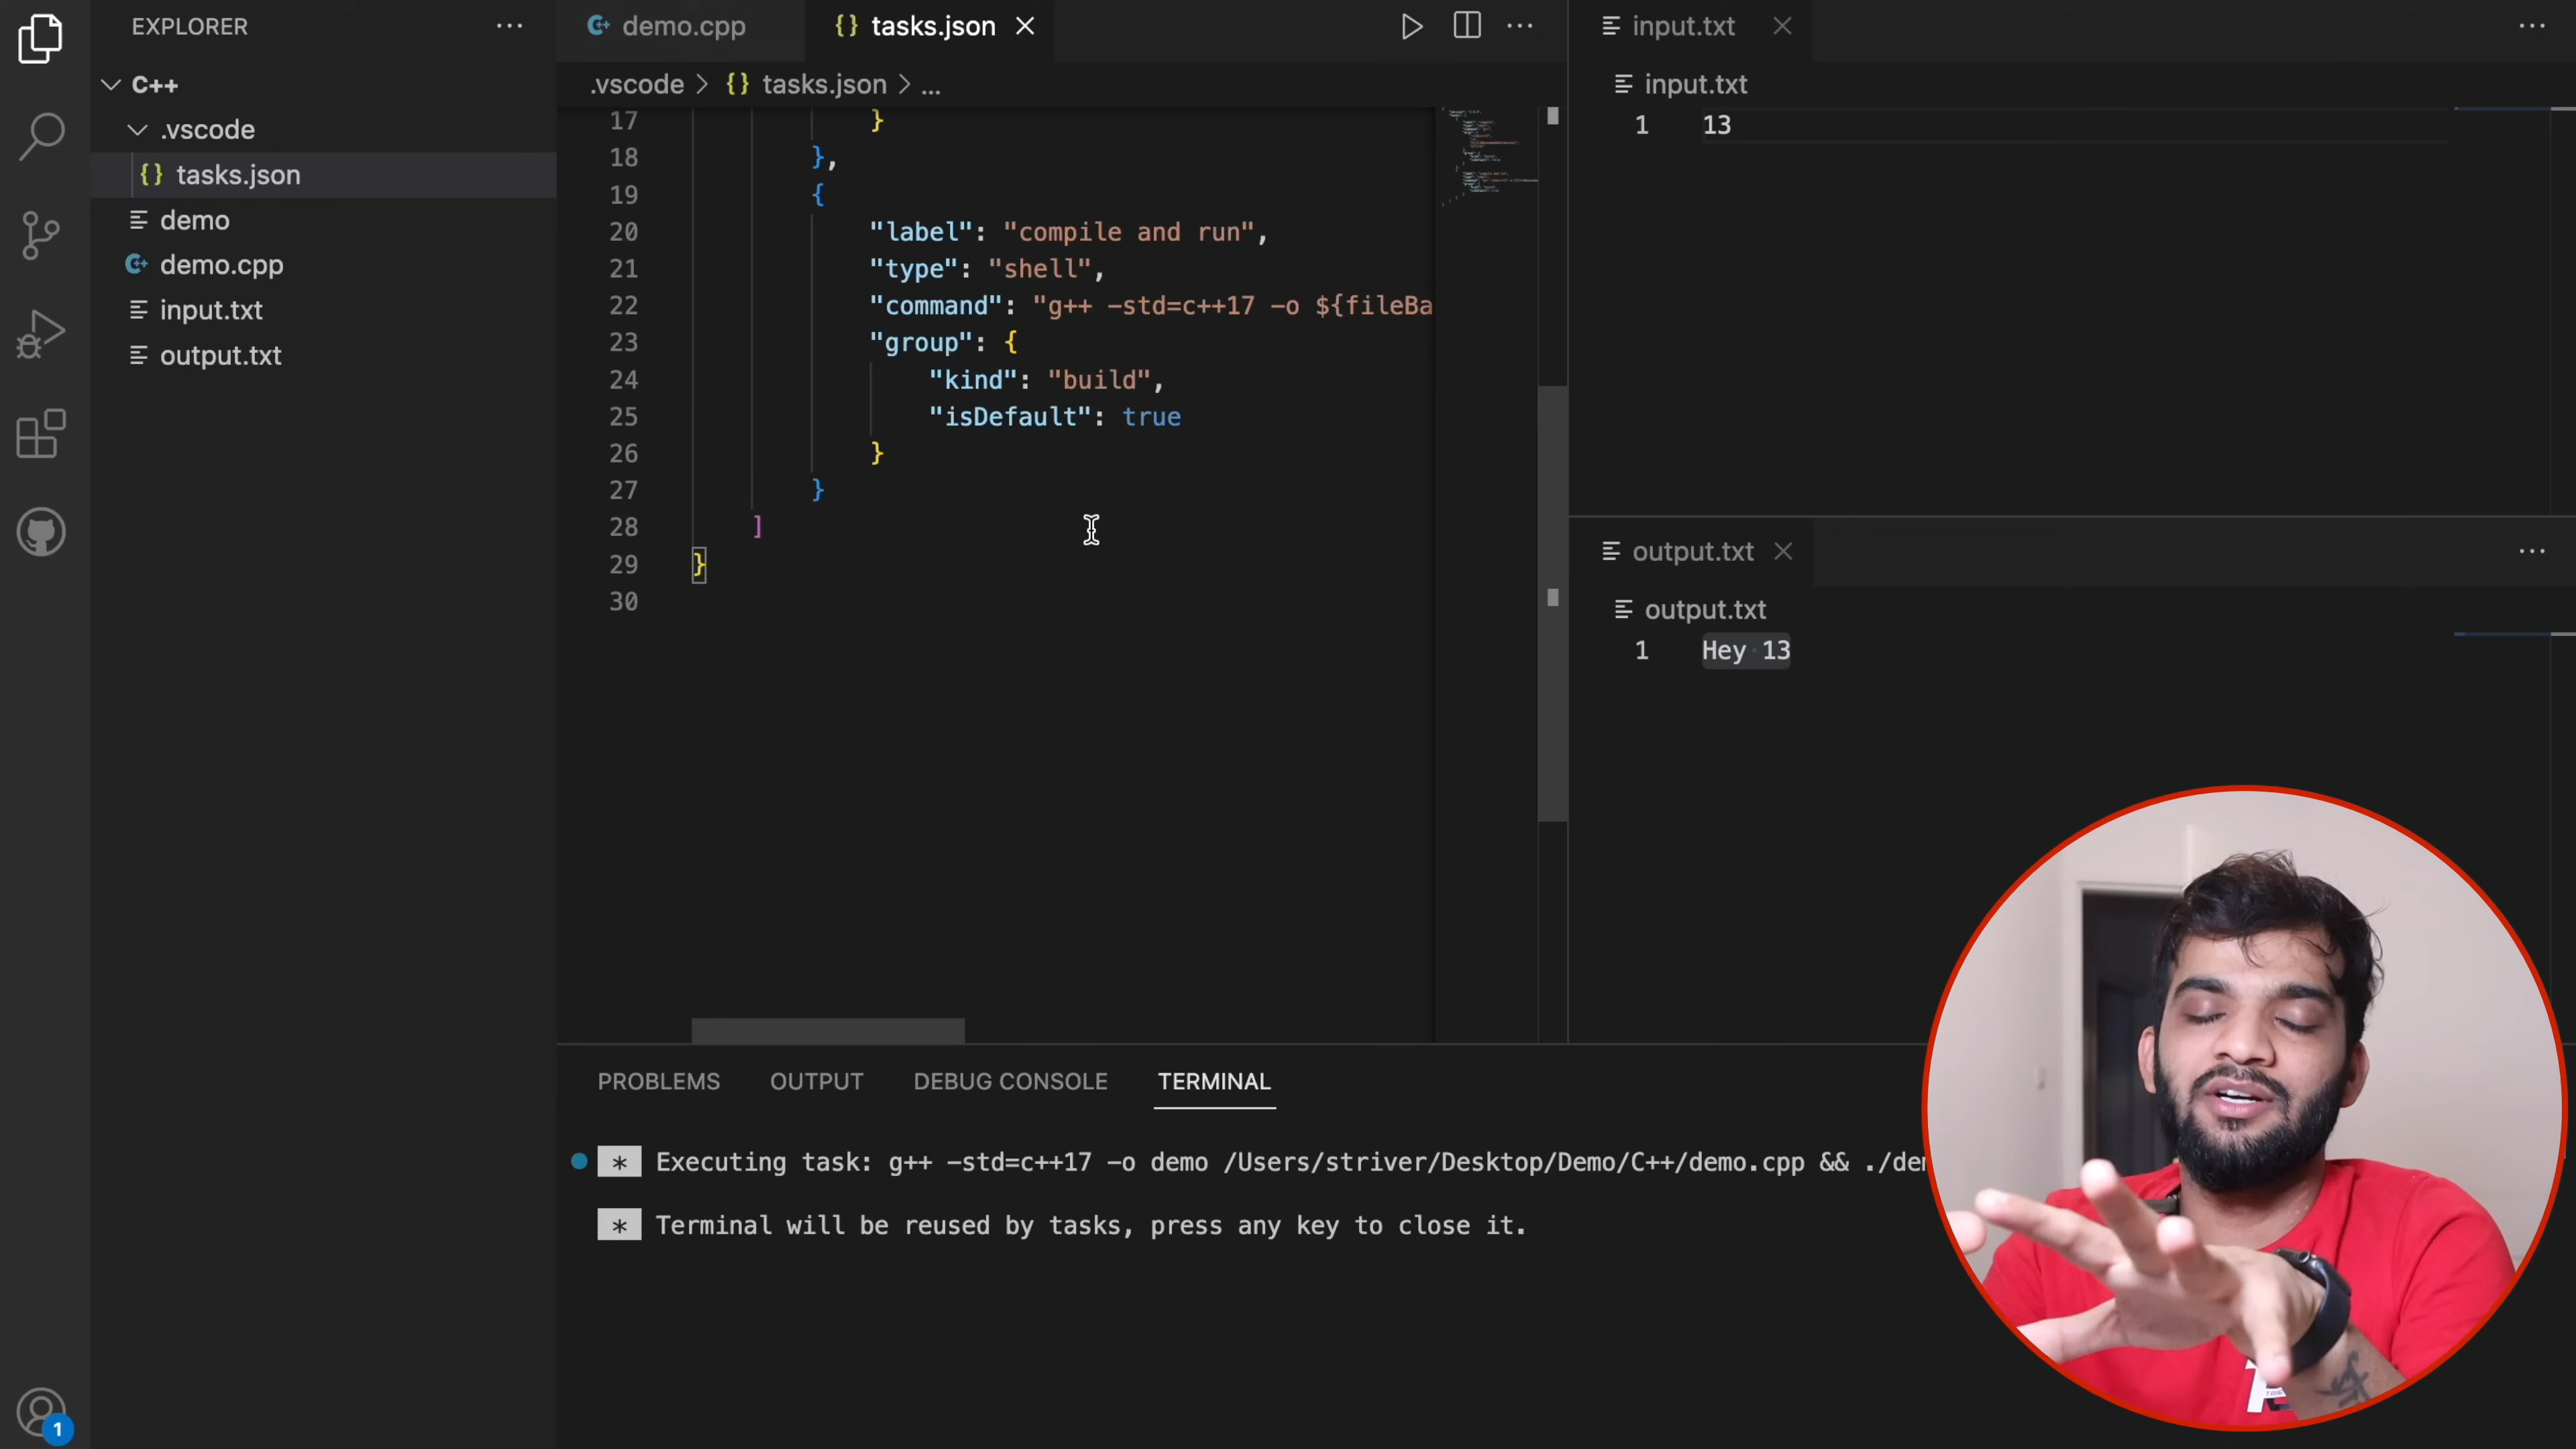 EXPLORER
C++
.vscode
tasks.json
demo
demo.cpp
input.txt
output.txt
1
demo.cpp
tasks.json
.vscode > tasks.json > ...
17 }
18 },
19 {
20 "label": "compile and run",
21 "type": "shell",
22 "command": "g++ -std=c++17 -o ${fileBa
23 "group": {
24 "kind": "build",
25 "isDefault": true
26 }
27 }
28 ]
29 }
30
input.txt
input.txt
1 13
output.txt
output.txt
1 Hey 13
PROBLEMS OUTPUT DEBUG CONSOLE TERMINAL
* Executing task: g++ -std=c++17 -o demo /Users/striver/Desktop/Demo/C++/demo.cpp && ./de
* Terminal will be reused by tasks, press any key to close it.